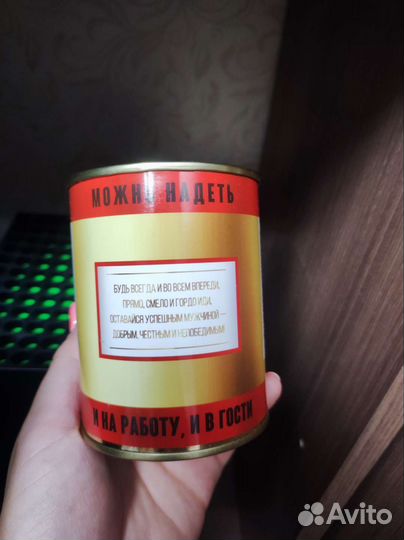 МОЖНО НАДЕТЬ
БУДЬ ВСЕГДА И ВО ВСЕМ ВПЕРЕДИ,
ПРЯМО, СМЕЛО И ГОРДО ИДИ,
ОСТАВАЙСЯ УСПЕШНЫМ МУЖЧИНОЙ —
ДОБРЫМ, ЧЕСТНЫМ И НЕПОБЕДИМЫМ!
И НА РАБОТУ, И В ГОСТИ
Avito